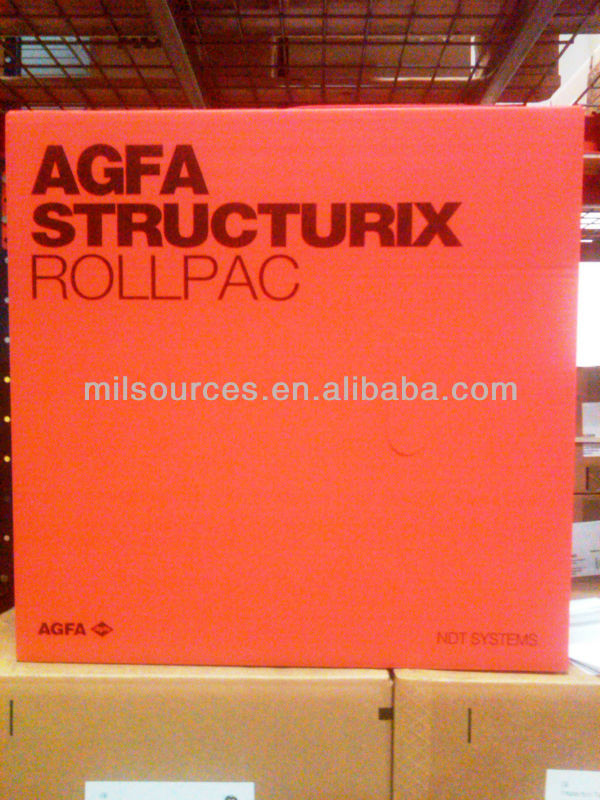 AGFA
STRUCTURIX
ROLLPAC
milsources.en.alibaba.com
AGFA
NDT SYSTEMS